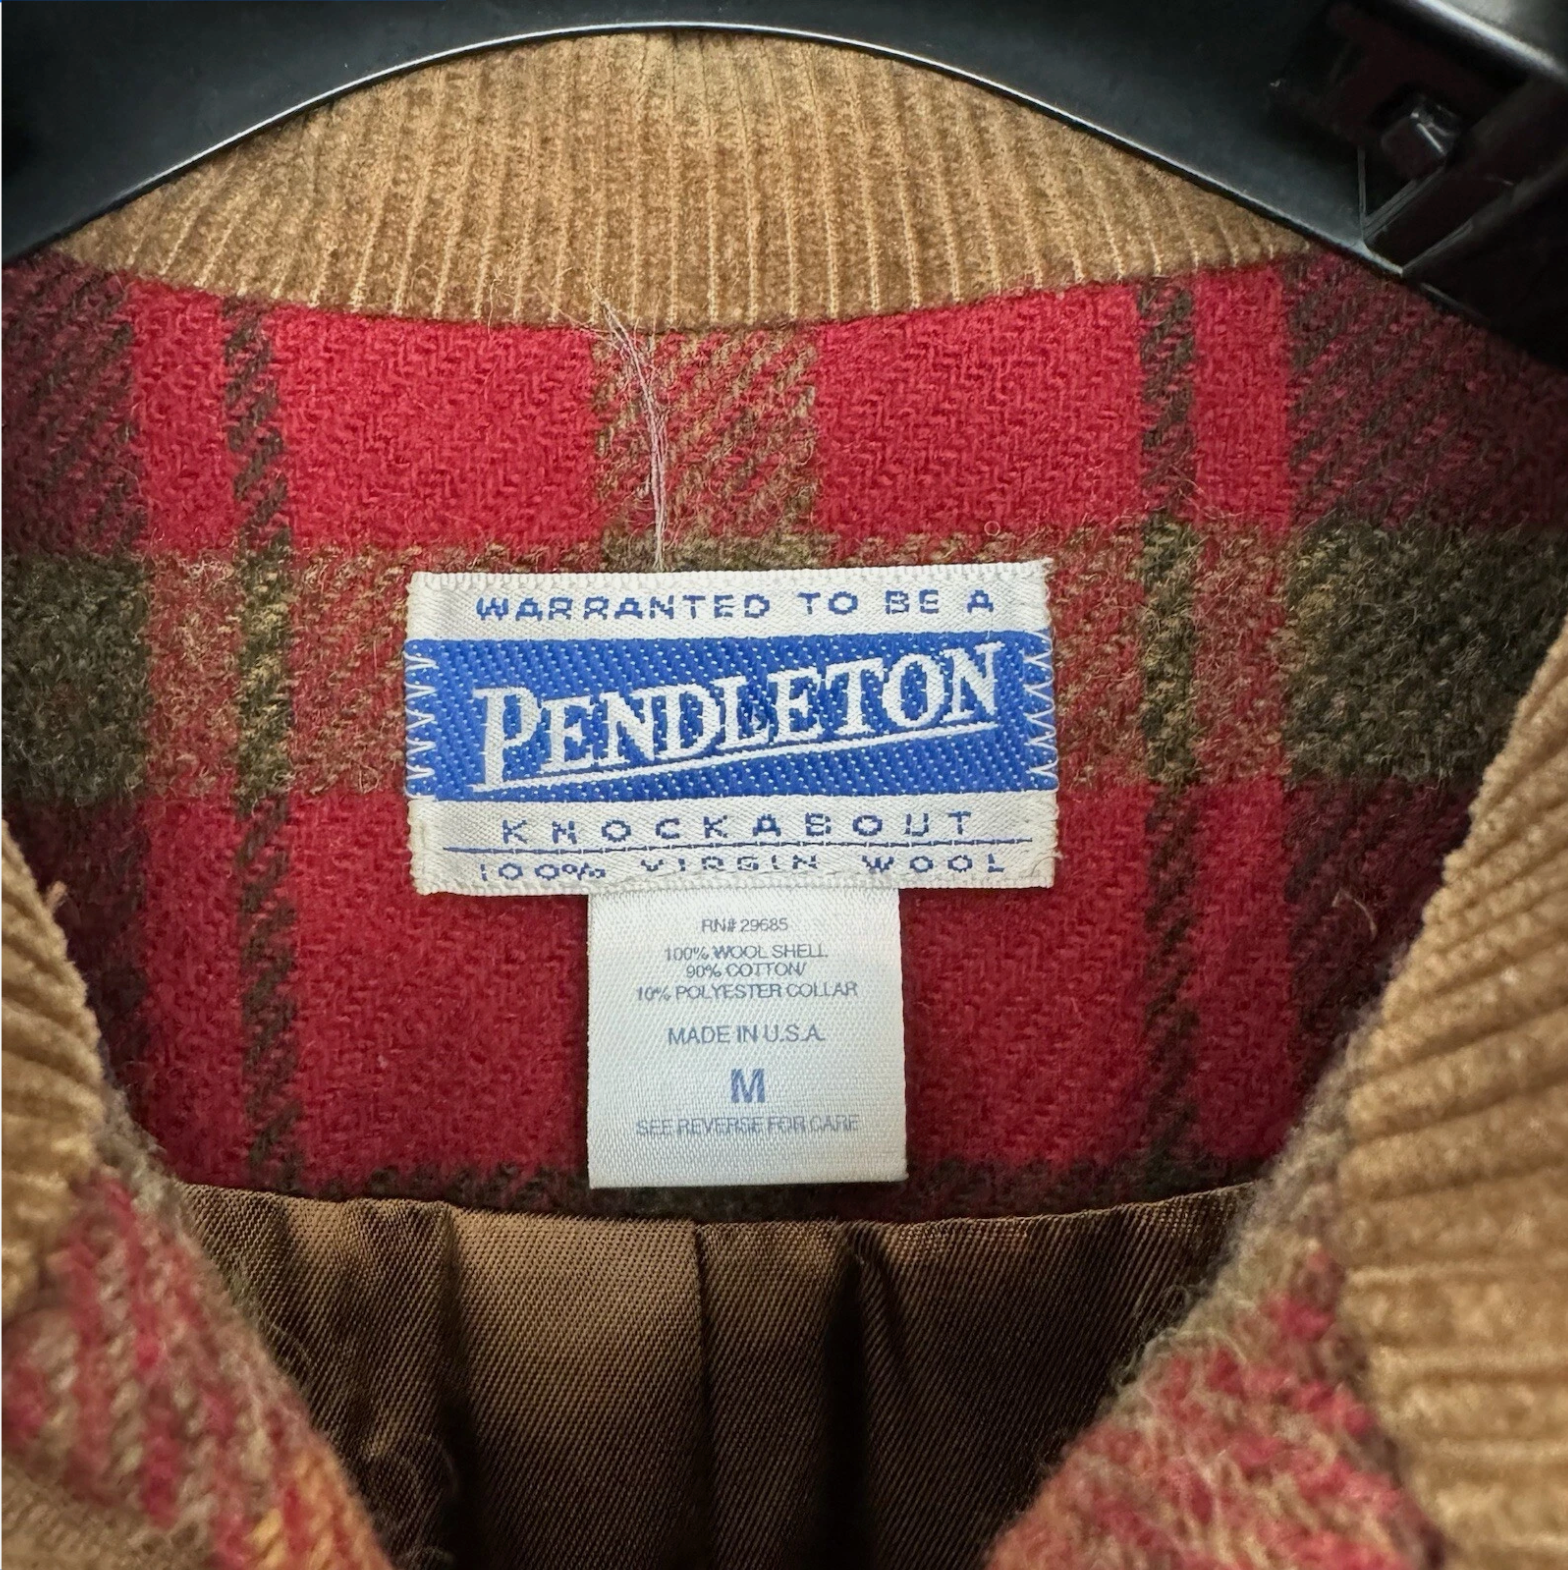 WARRANTED TO BE A
PENDLETON
KNOCKABOUT
100% VIRGIN WOOL
RN# 29685
100% WOOL SHELL
90% COTTON/
10% POLYESTER COLLAR
MADE IN U.S.A.
M
SEE REVERSE FOR CARE